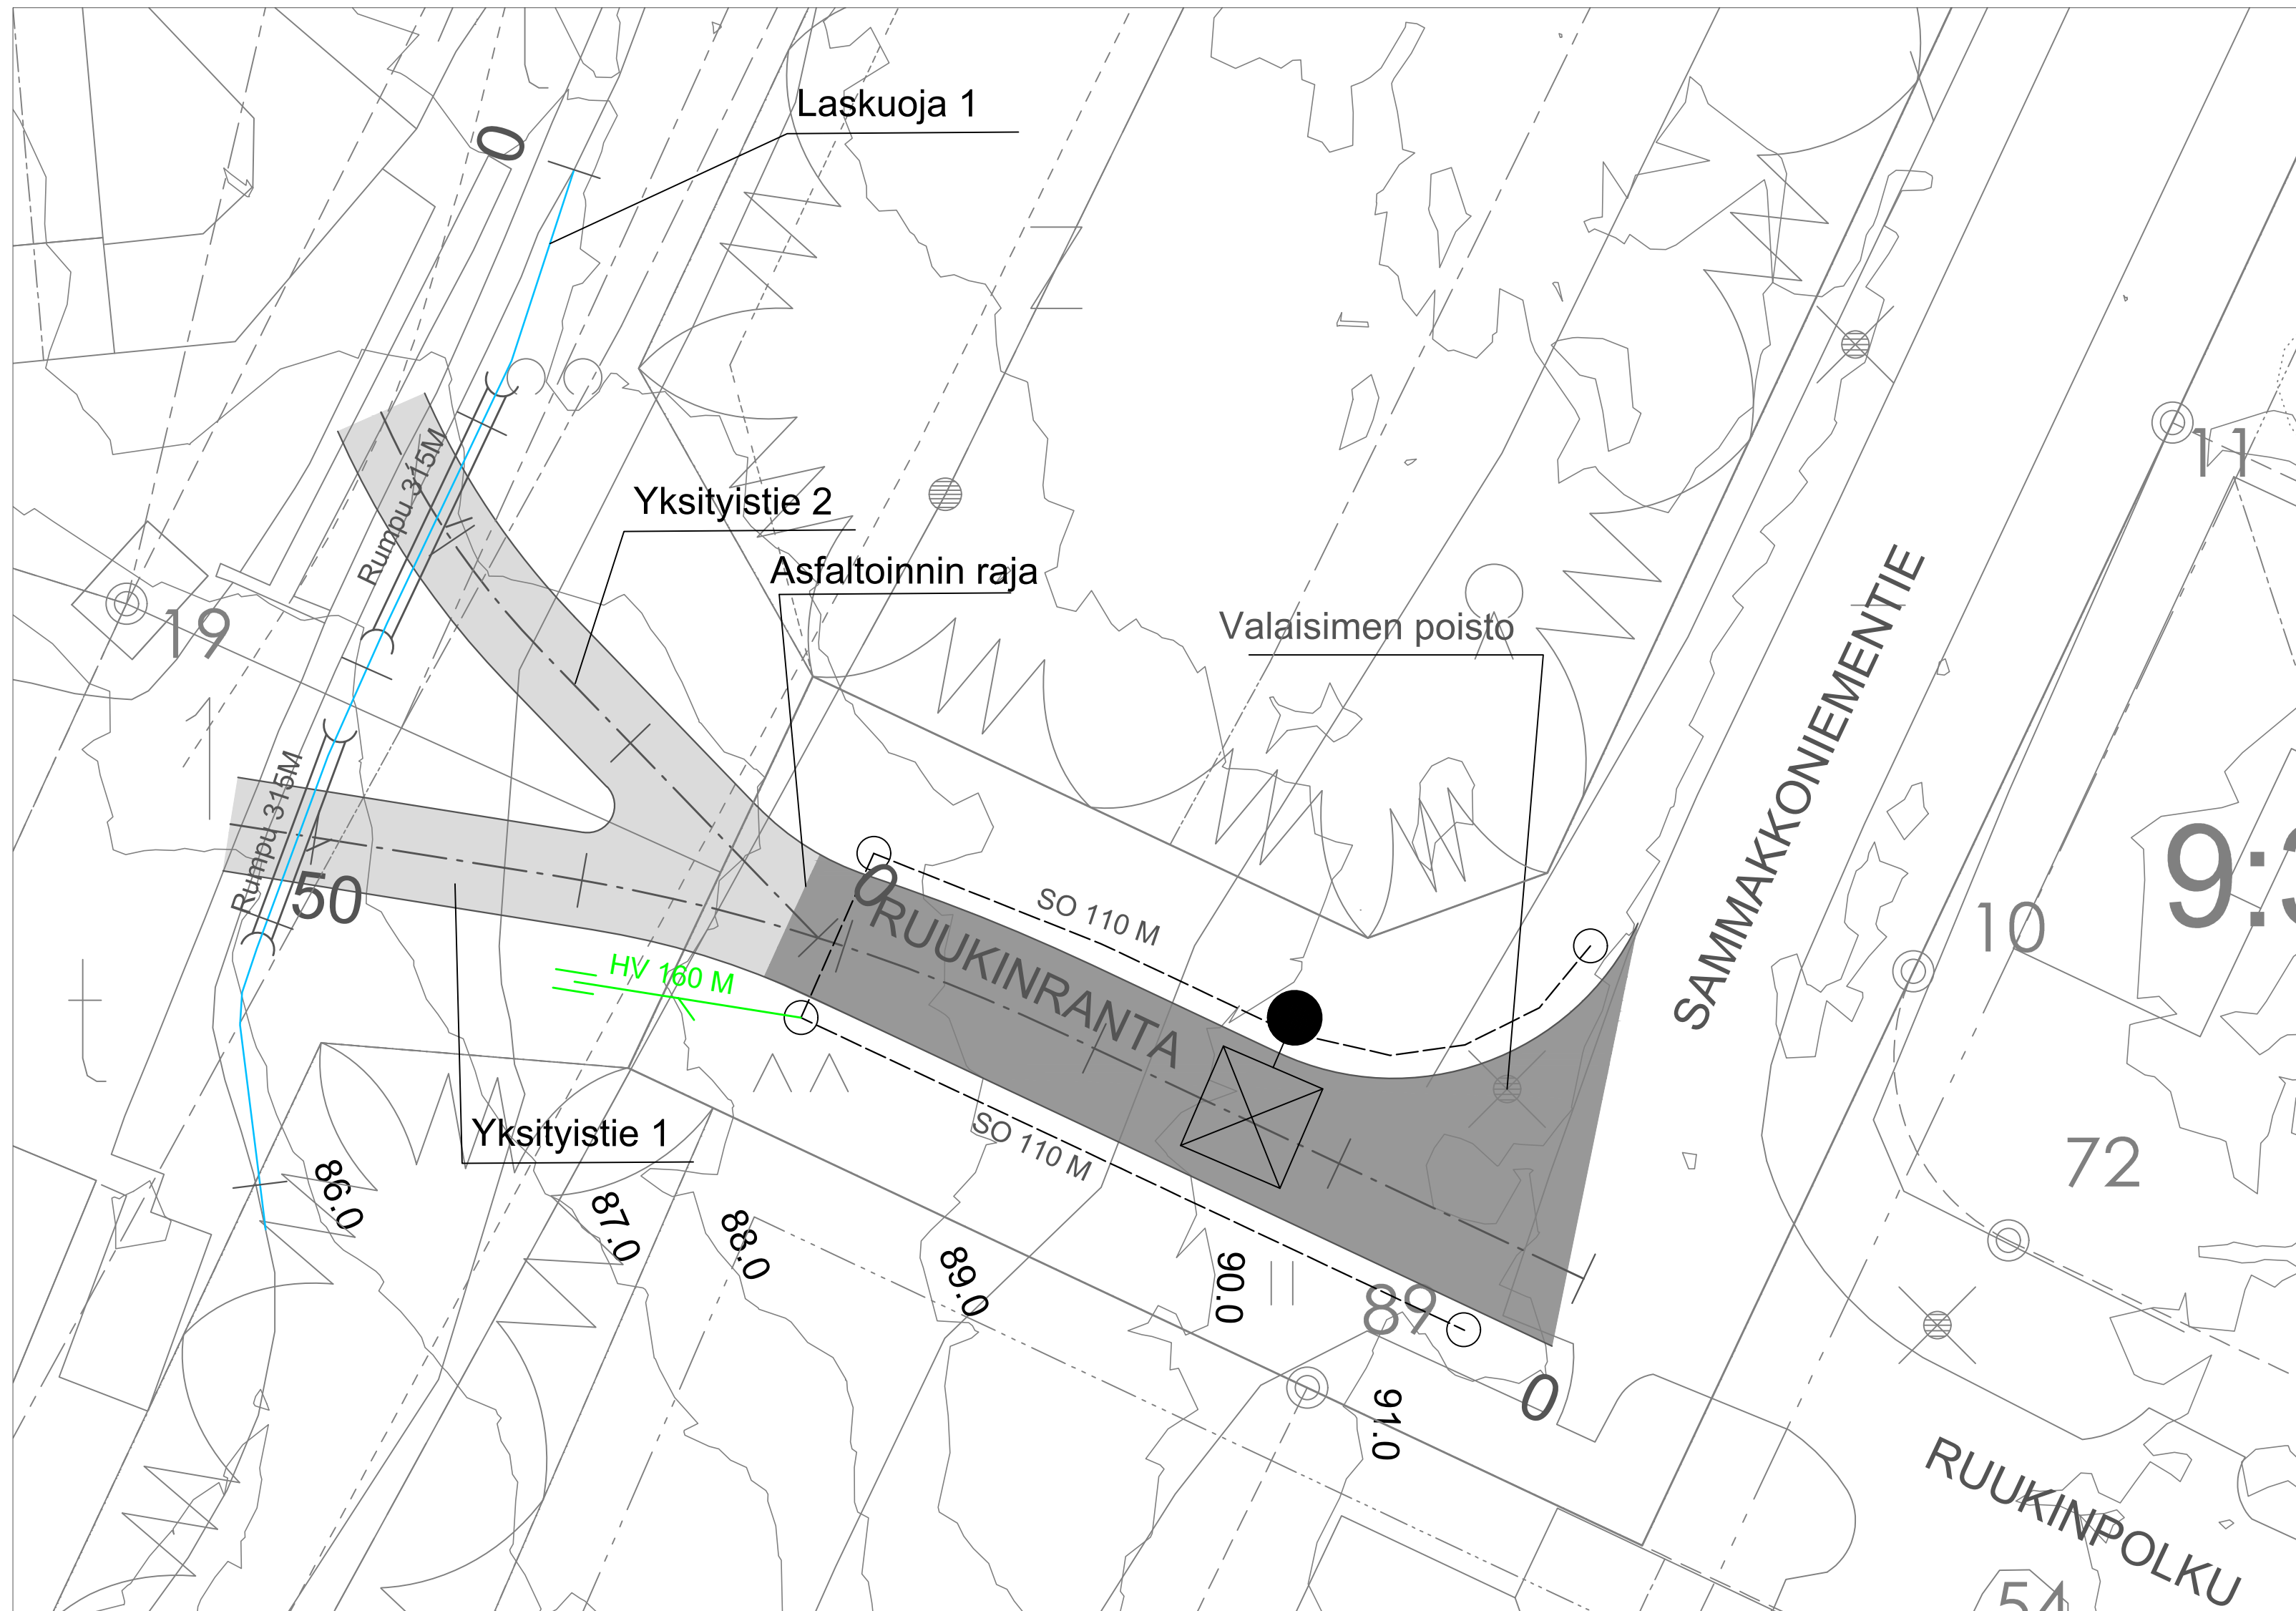 Laskuoja 1
0
Rumpu 315M
Yksityistie 2
Asfaltoinnin raja
Valaisimen poisto
SAMMAKKONIEMENTIE
11
19
9:3
10
Rumpu 315M
50
0
RUUKINRANTA
SO 110 M
HV 160 M
SO 110 M
Yksityistie 1
72
86.0
87.0
88.0
89.0
90.0
89
91.0
0
RUUKINPOLKU